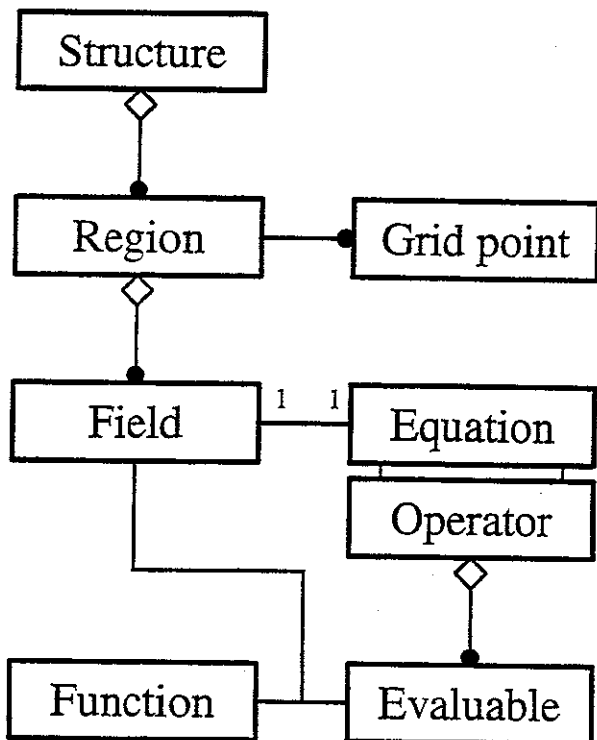 Structure
Region
Grid point
Field
1 1
Equation
Operator
Function
Evaluable